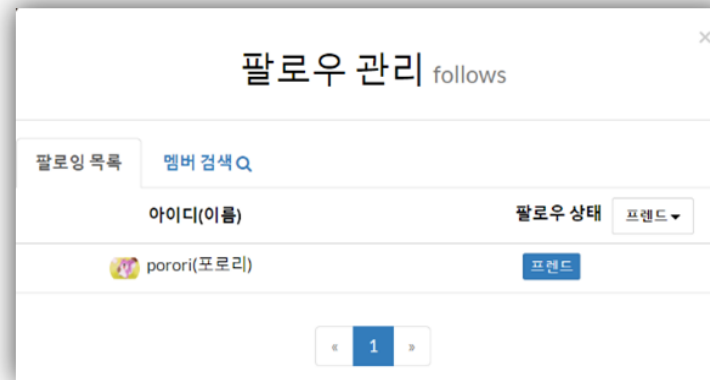 ×
팔로우 관리 follows
팔로잉 목록 멤버 검색
아이디(이름) 팔로우 상태 프렌드
porori(포로리) 프렌드
« 1 »